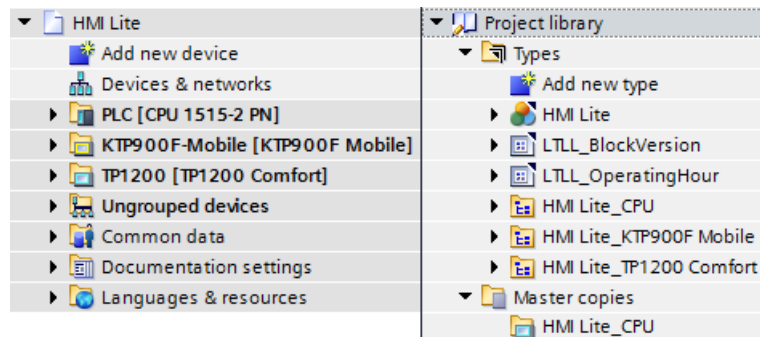 HMI Lite
Add new device
Devices & networks
PLC [CPU 1515-2 PN]
KTP900F-Mobile [KTP900F Mobile]
TP1200 [TP1200 Comfort]
Ungrouped devices
Common data
Documentation settings
Languages & resources
Project library
Types
Add new type
HMI Lite
LTLL_BlockVersion
LTLL_OperatingHour
HMI Lite_CPU
HMI Lite_KTP900F Mobile
HMI Lite_TP1200 Comfort
Master copies
HMI Lite_CPU